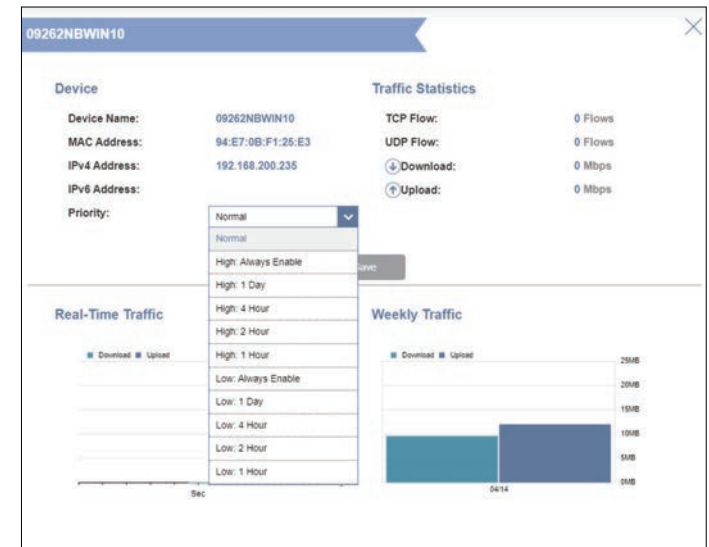 09262NBWIN10
Device
Device Name: 09262NBWIN10
MAC Address: 94:E7:0B:F1:25:E3
IPv4 Address: 192.168.200.235
IPv6 Address:
Priority: Normal
Normal
High: Always Enable
High: 1 Day
High: 4 Hour
High: 2 Hour
High: 1 Hour
Low: Always Enable
Low: 1 Day
Low: 4 Hour
Low: 2 Hour
Low: 1 Hour
Traffic Statistics
TCP Flow: 0 Flows
UDP Flow: 0 Flows
Download: 0 Mbps
Upload: 0 Mbps
Real-Time Traffic
Download Upload
Sec
Weekly Traffic
Download Upload
25MB
20MB
15MB
10MB
5MB
0MB
04/14